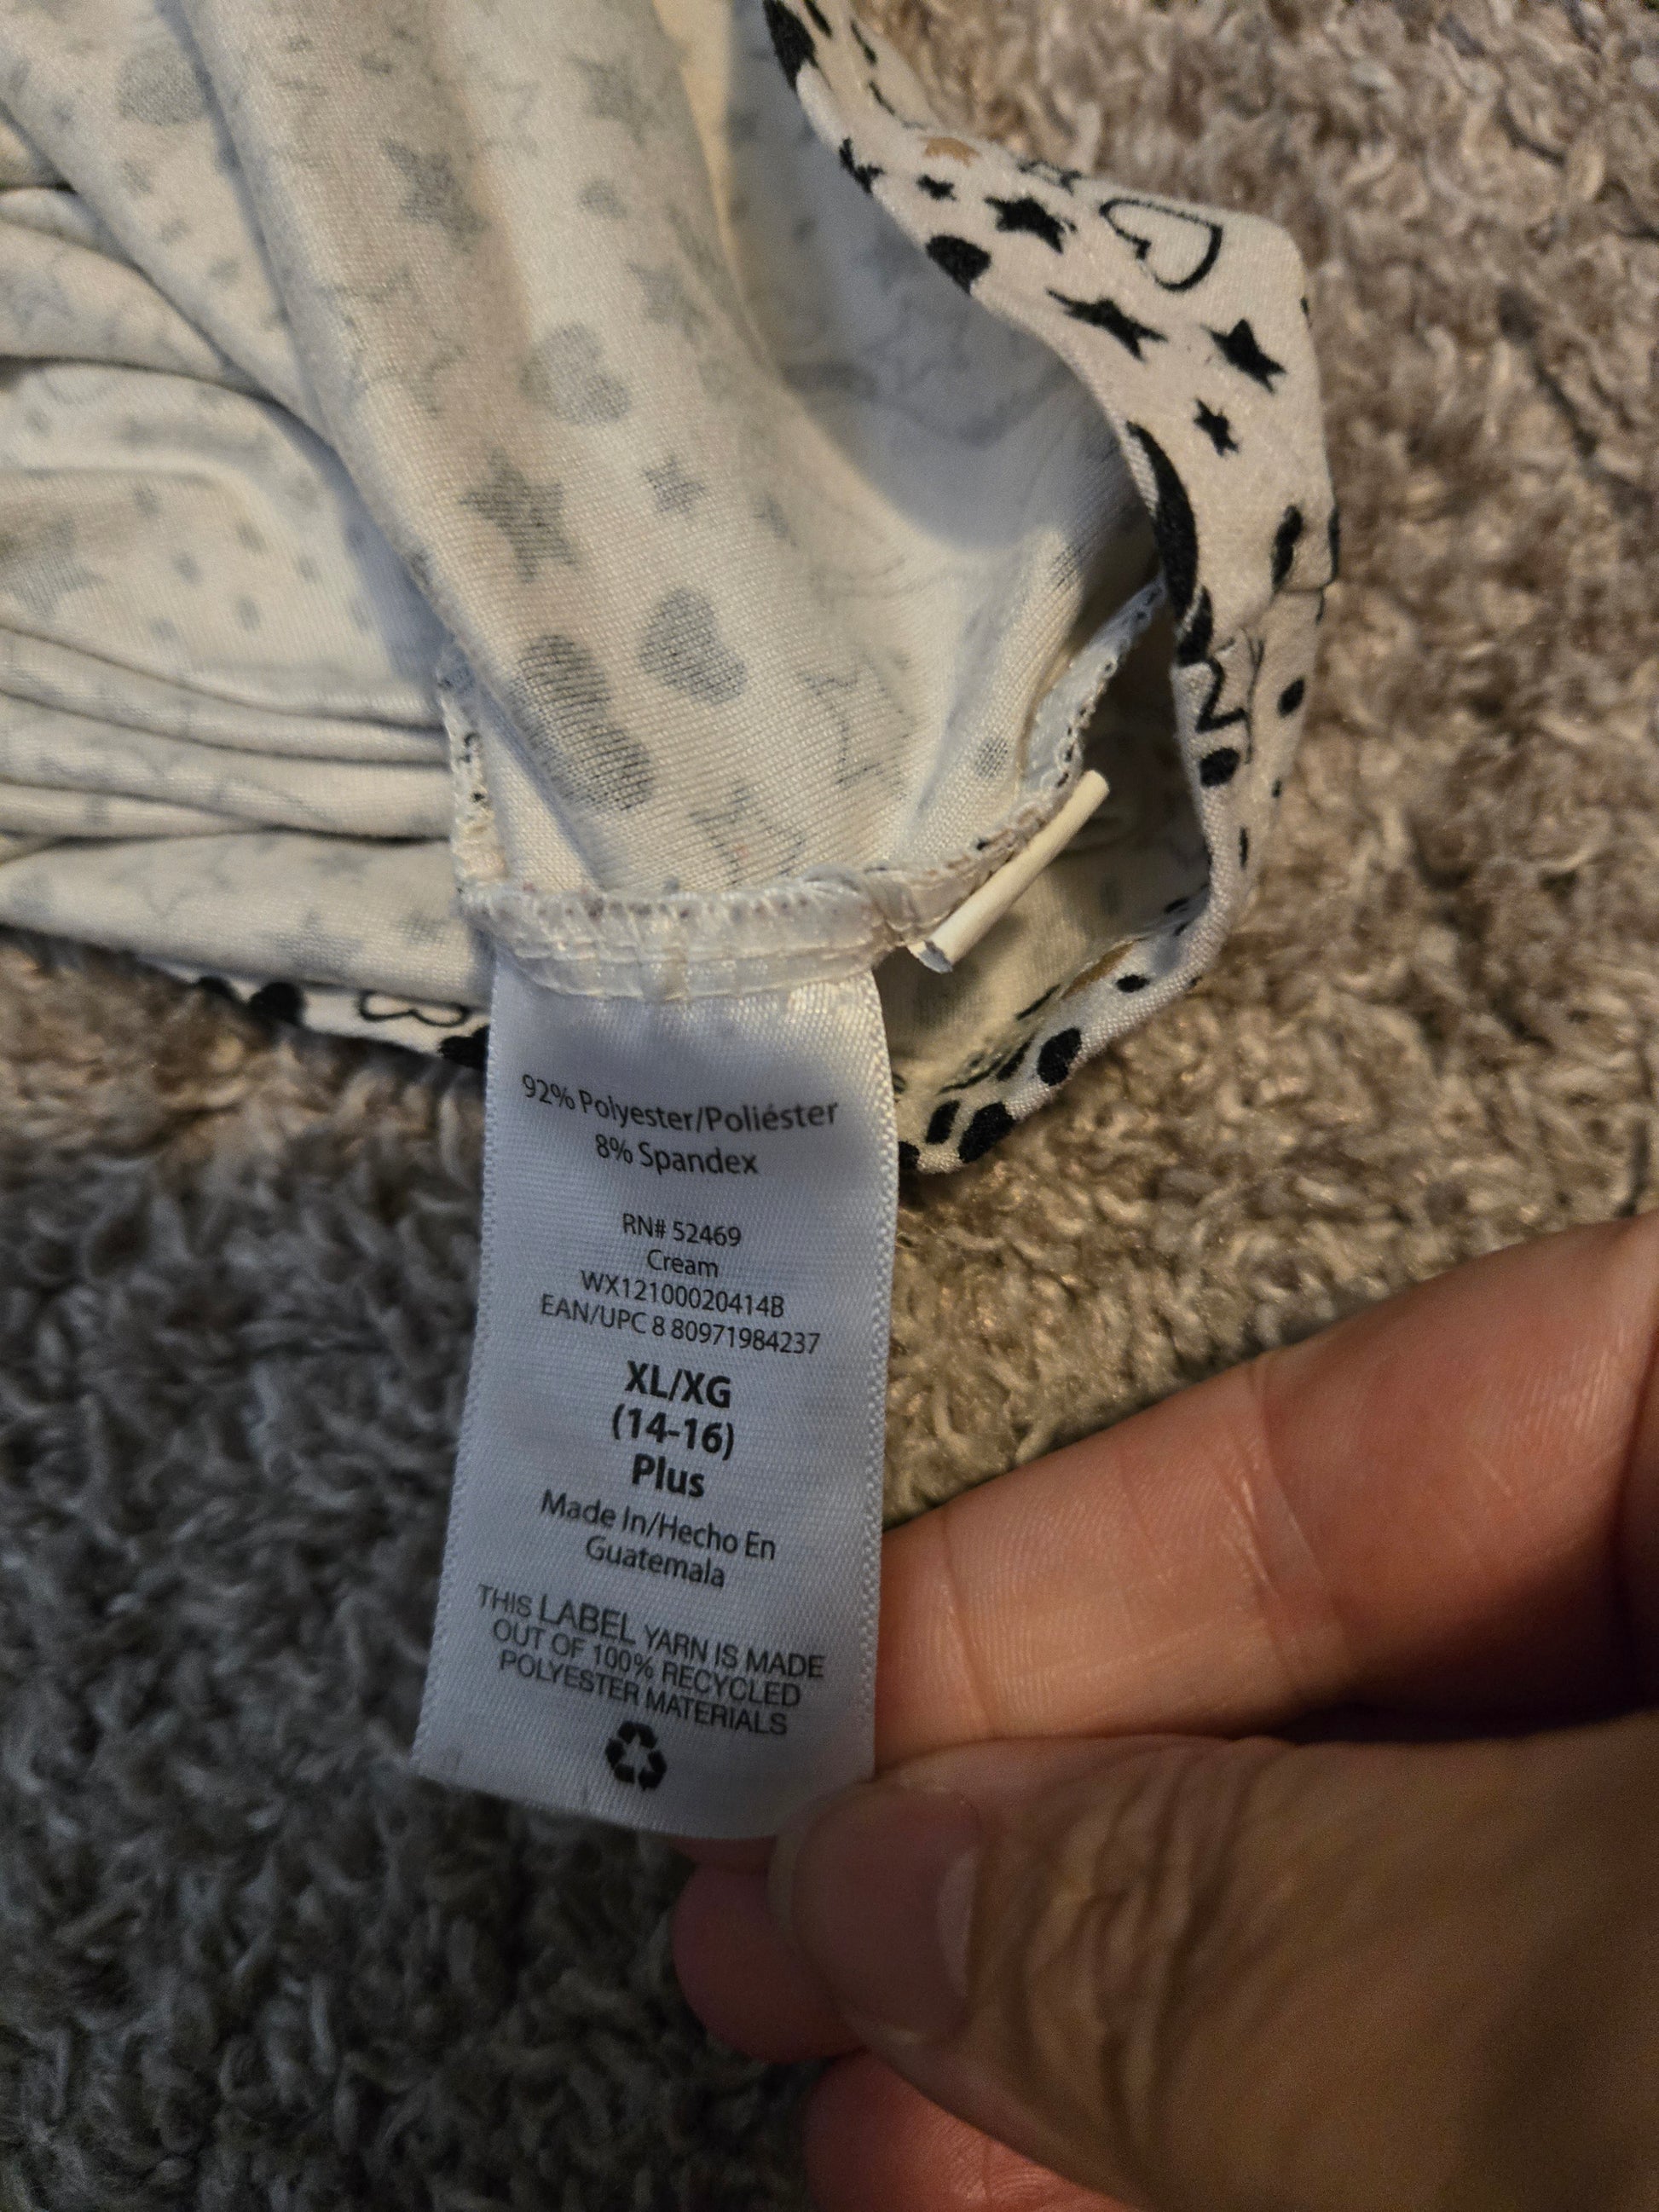 92% Polyester/Poliéster
8% Spandex
RN# 52469
Cream
WX12100020414B
EAN/UPC 8 80971984237
XL/XG
(14-16)
Plus
Made In/Hecho En
Guatemala
THIS LABEL YARN IS MADE
OUT OF 100% RECYCLED
POLYESTER MATERIALS